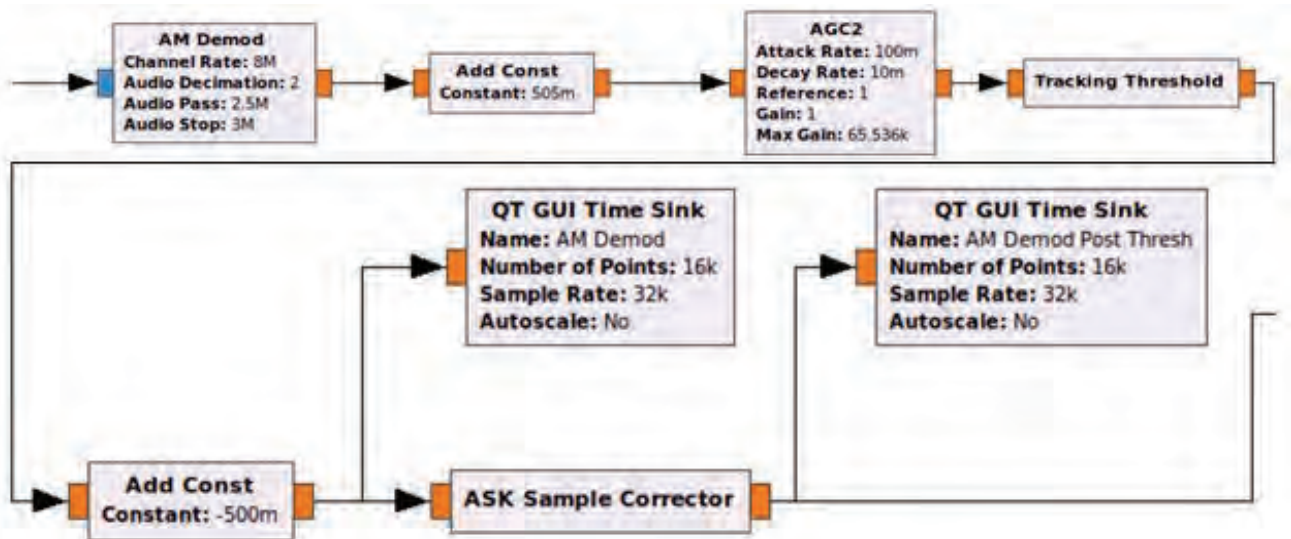 AM Demod
Channel Rate: 8M
Audio Decimation: 2
Audio Pass: 2.5M
Audio Stop: 3M
Add Const
Constant: 505m
AGC2
Attack Rate: 100m
Decay Rate: 10m
Reference: 1
Gain: 1
Max Gain: 65.536k
Tracking Threshold
QT GUI Time Sink
Name: AM Demod
Number of Points: 16k
Sample Rate: 32k
Autoscale: No
QT GUI Time Sink
Name: AM Demod Post Thresh
Number of Points: 16k
Sample Rate: 32k
Autoscale: No
Add Const
Constant: -500m
ASK Sample Corrector